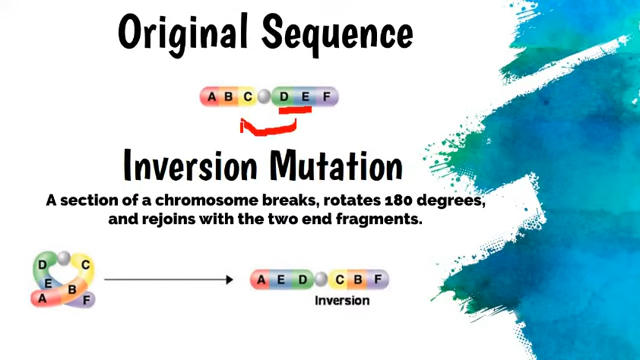 Original Sequence
A B C D E F
Inversion Mutation
A section of a chromosome breaks, rotates 180 degrees,
and rejoins with the two end fragments.
D C
E B
A F
A E D C B F
Inversion